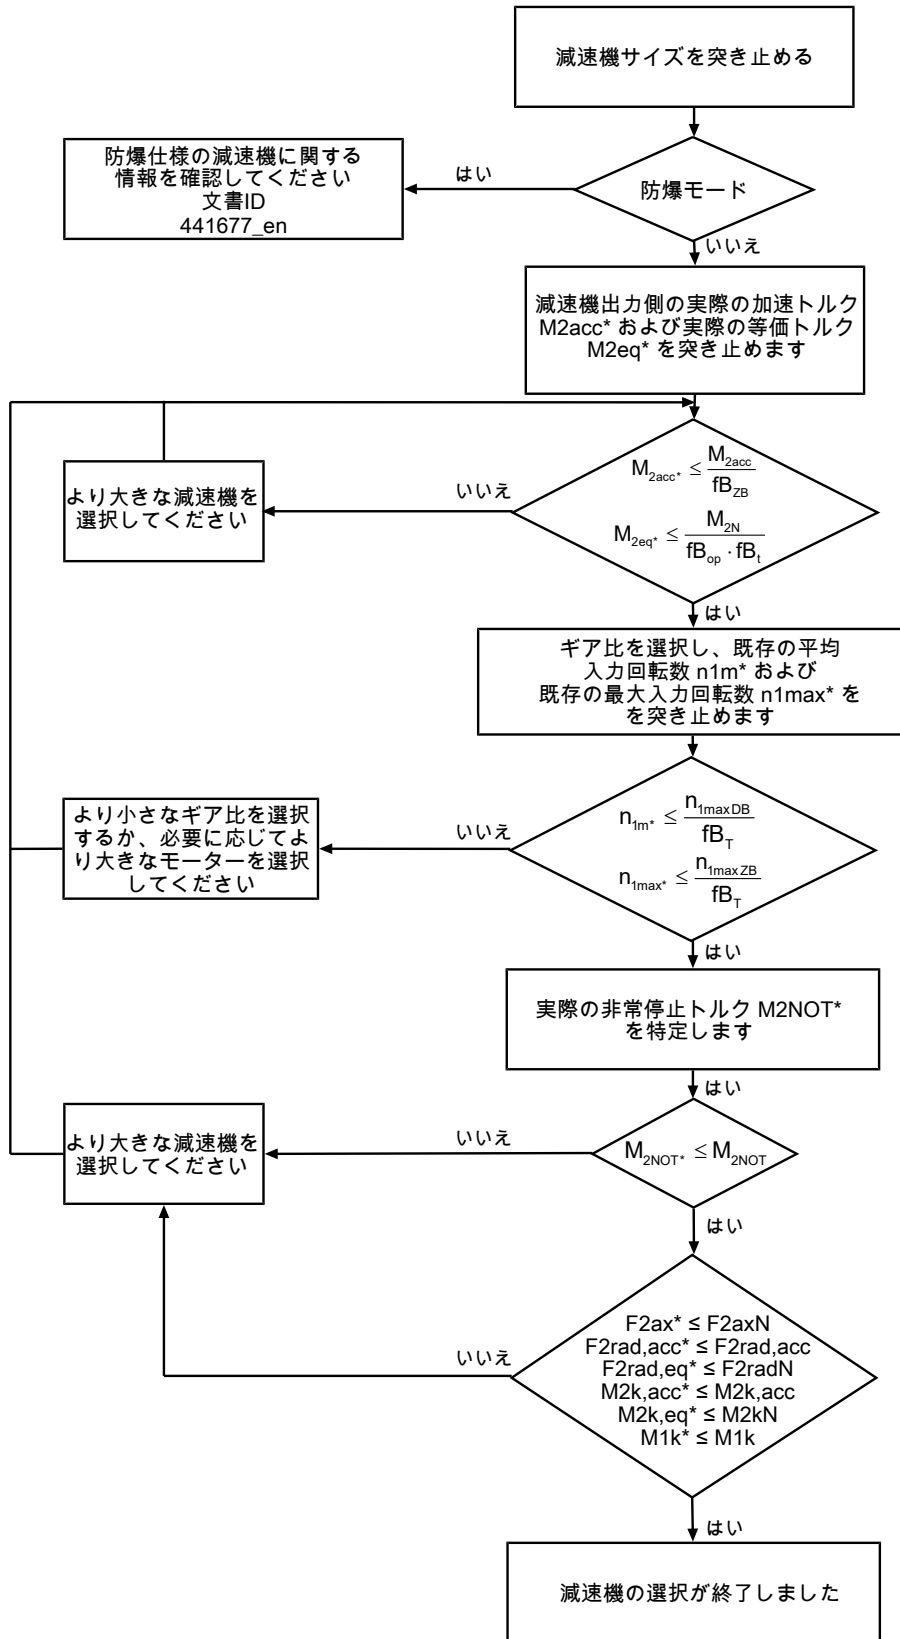 減速機サイズを突き止める
防爆モード
はい
防爆仕様の減速機に関する
情報を確認してください
文書ID
441677_en
いいえ
減速機出力側の実際の加速トルク
M2acc* および実際の等価トルク
M2eq* を突き止めます
M2acc* ≤ M2acc / fBZB
M2eq* ≤ M2N / fBop · fBt
いいえ
より大きな減速機を
選択してください
はい
ギア比を選択し、既存の平均
入力回転数 n1m* および
既存の最大入力回転数 n1max* を
を突き止めます
n1m* ≤ n1maxDB / fBT
n1max* ≤ n1maxZB / fBT
いいえ
より小さなギア比を選択
するか、必要に応じてよ
り大きなモーターを選択
してください
はい
実際の非常停止トルク M2NOT*
を特定します
はい
M2NOT* ≤ M2NOT
いいえ
より大きな減速機を
選択してください
はい
F2ax* ≤ F2axN
F2rad,acc* ≤ F2rad,acc
F2rad,eq* ≤ F2radN
M2k,acc* ≤ M2k,acc
M2k,eq* ≤ M2kN
M1k* ≤ M1k
いいえ
はい
減速機の選択が終了しました